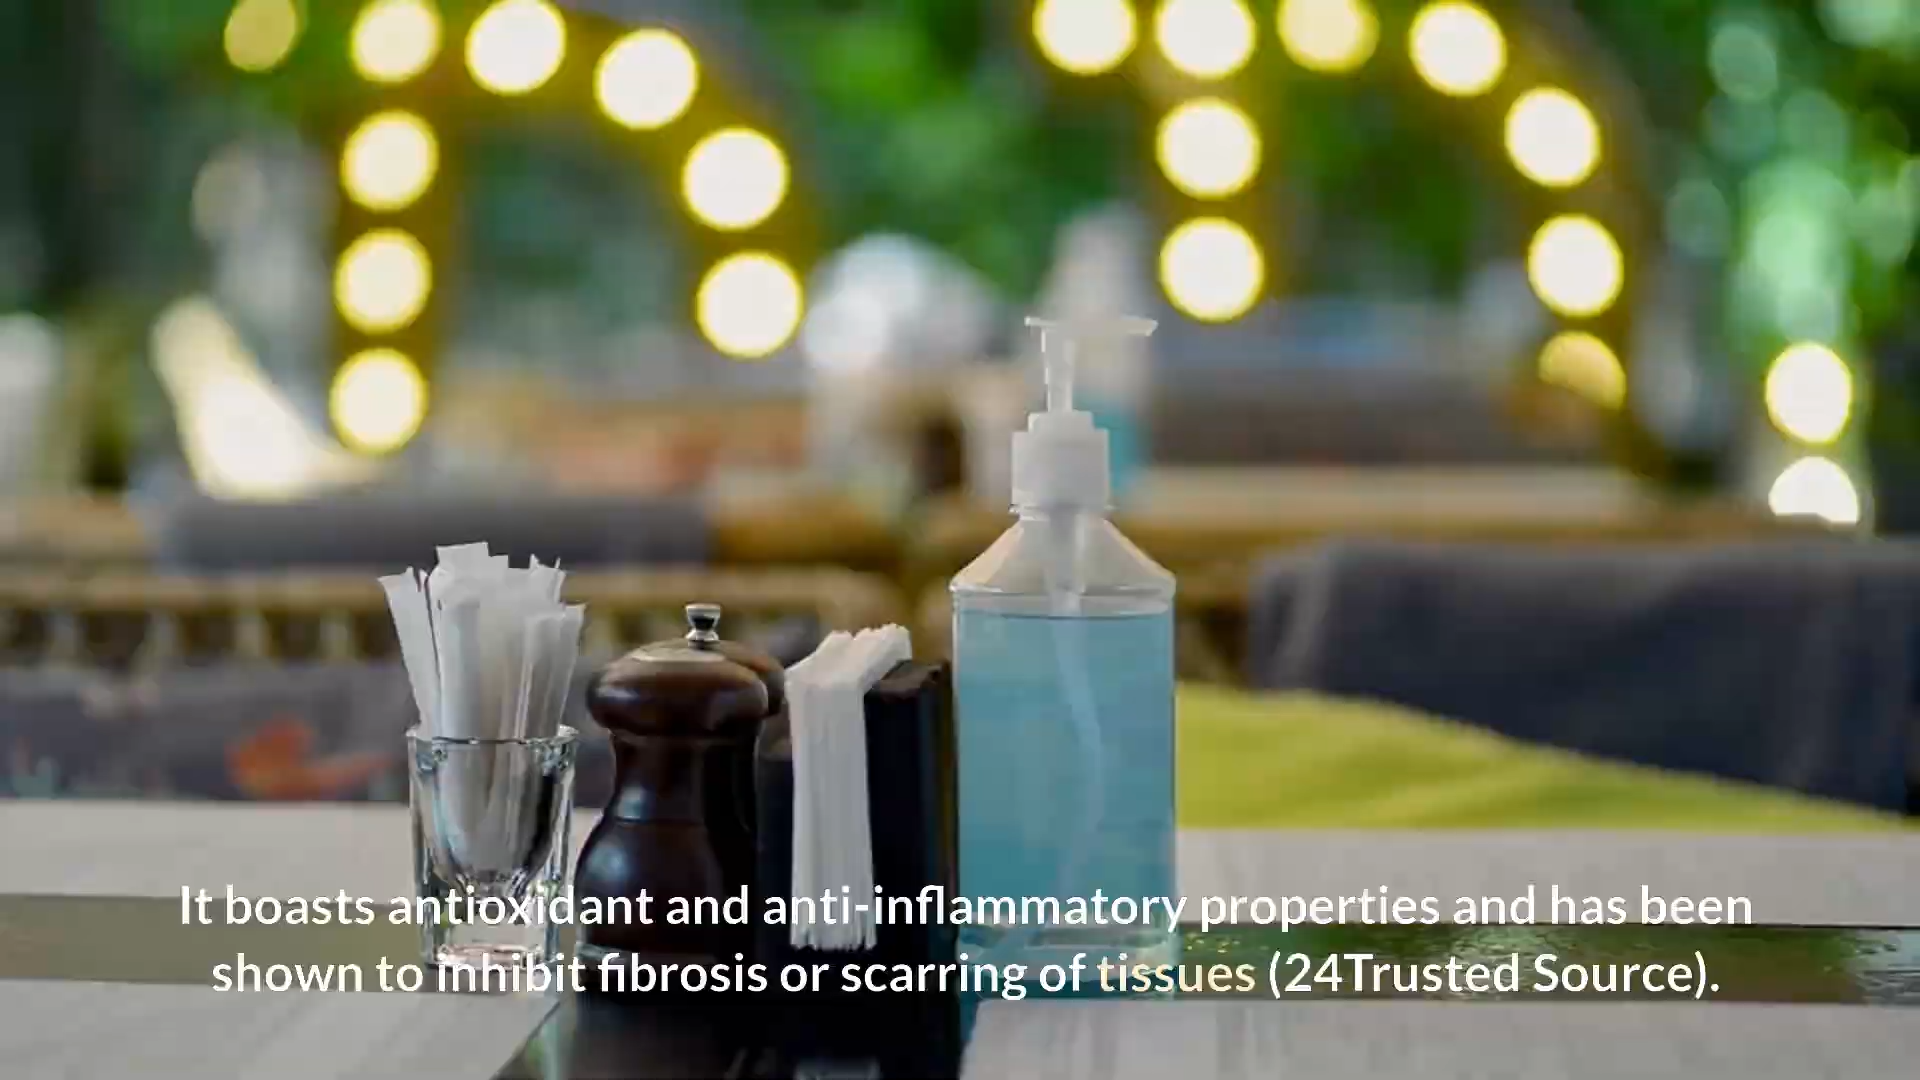 It boasts antioxidant and anti-inflammatory properties and has been
shown to inhibit fibrosis or scarring of tissues (24Trusted Source).